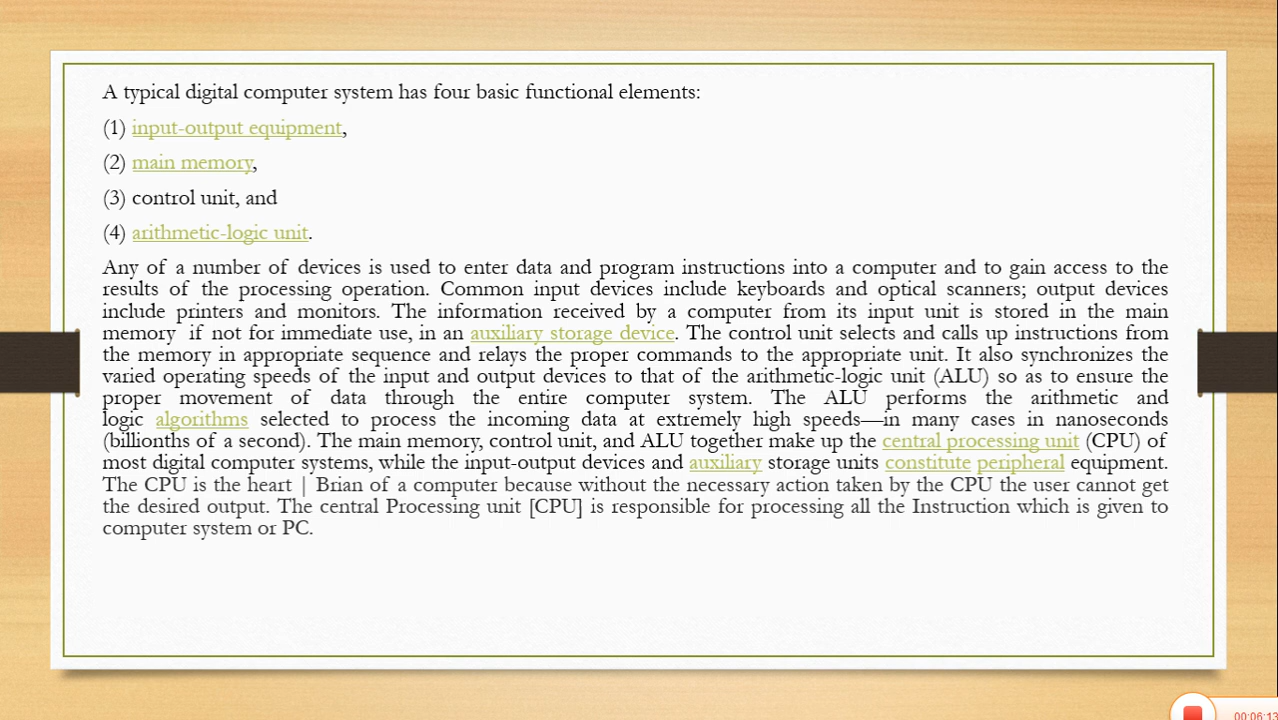 A typical digital computer system has four basic functional elements:
(1) input-output equipment,
(2) main memory,
(3) control unit, and
(4) arithmetic-logic unit.
Any of a number of devices is used to enter data and program instructions into a computer and to gain access to the
results of the processing operation. Common input devices include keyboards and optical scanners; output devices
include printers and monitors. The information received by a computer from its input unit is stored in the main
memory  if not for immediate use, in an auxiliary storage device. The control unit selects and calls up instructions from
the memory in appropriate sequence and relays the proper commands to the appropriate unit. It also synchronizes the
varied operating speeds of the input and output devices to that of the arithmetic-logic unit (ALU) so as to ensure the
proper movement of data through the entire computer system. The ALU performs the arithmetic and
logic algorithms selected to process the incoming data at extremely high speeds—in many cases in nanoseconds
(billionths of a second). The main memory, control unit, and ALU together make up the central processing unit (CPU) of
most digital computer systems, while the input-output devices and auxiliary storage units constitute peripheral equipment.
The CPU is the heart | Brian of a computer because without the necessary action taken by the CPU the user cannot get
the desired output. The central Processing unit [CPU] is responsible for processing all the Instruction which is given to
computer system or PC.
00:06:13